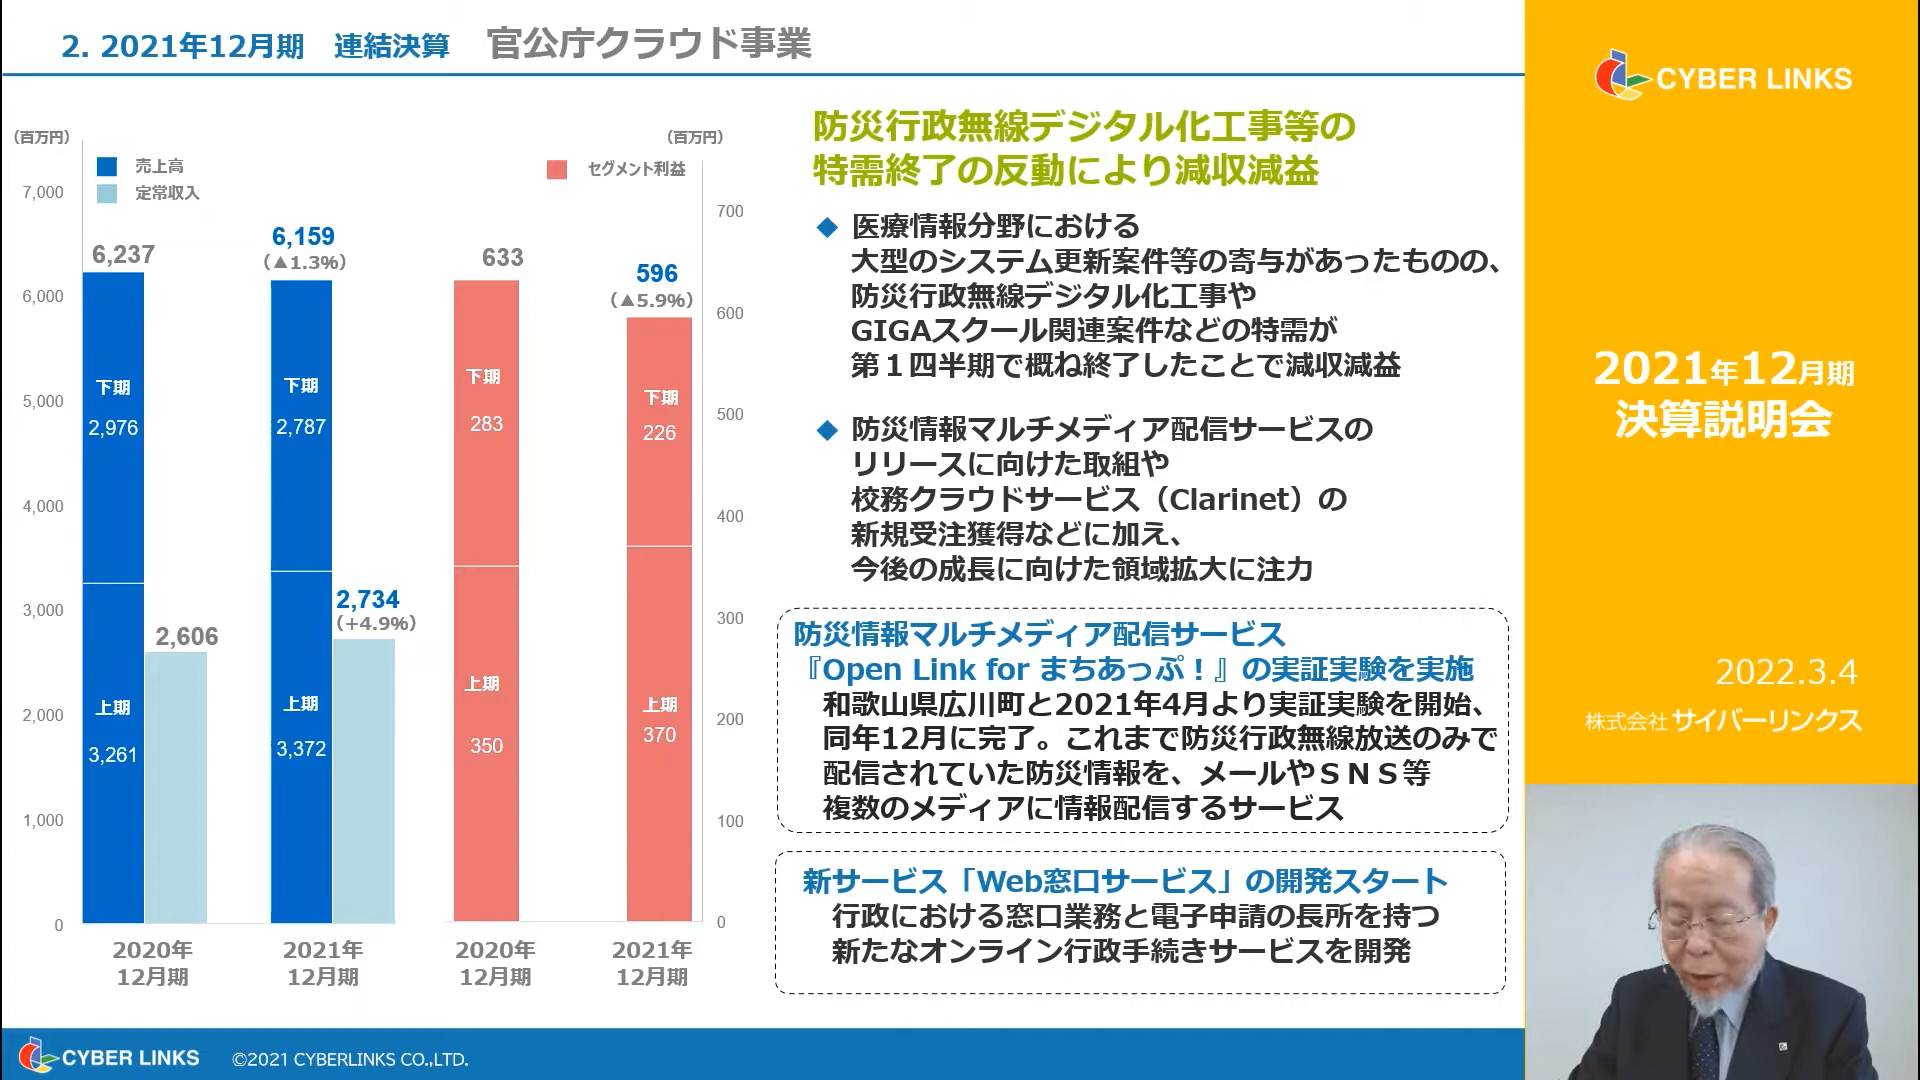 2. 2021年12月期　連結決算　官公庁クラウド事業
（百万円）
売上高
定常収入
7,000
6,000
5,000
4,000
3,000
2,000
1,000
0
6,237
下期
2,976
上期
3,261
2,606
6,159
（▲1.3%）
下期
2,787
上期
3,372
2,734
（+4.9%）
2020年
12月期
2021年
12月期
（百万円）
セグメント利益
700
600
500
400
300
200
100
0
633
下期
283
上期
350
596
（▲5.9%）
下期
226
上期
370
2020年
12月期
2021年
12月期
防災行政無線デジタル化工事等の
特需終了の反動により減収減益
◆ 医療情報分野における
大型のシステム更新案件等の寄与があったものの、
防災行政無線デジタル化工事や
GIGAスクール関連案件などの特需が
第１四半期で概ね終了したことで減収減益
◆ 防災情報マルチメディア配信サービスの
リリースに向けた取組や
校務クラウドサービス（Clarinet）の
新規受注獲得などに加え、
今後の成長に向けた領域拡大に注力
防災情報マルチメディア配信サービス
『Open Link for まちあっぷ！』の実証実験を実施
和歌山県広川町と2021年4月より実証実験を開始、
同年12月に完了。これまで防災行政無線放送のみで
配信されていた防災情報を、メールやＳＮＳ等
複数のメディアに情報配信するサービス
新サービス「Web窓口サービス」の開発スタート
行政における窓口業務と電子申請の長所を持つ
新たなオンライン行政手続きサービスを開発
CYBER LINKS
©2021 CYBERLINKS CO.,LTD.
CYBER LINKS
2021年12月期
決算説明会
2022.3.4
株式会社サイバーリンクス